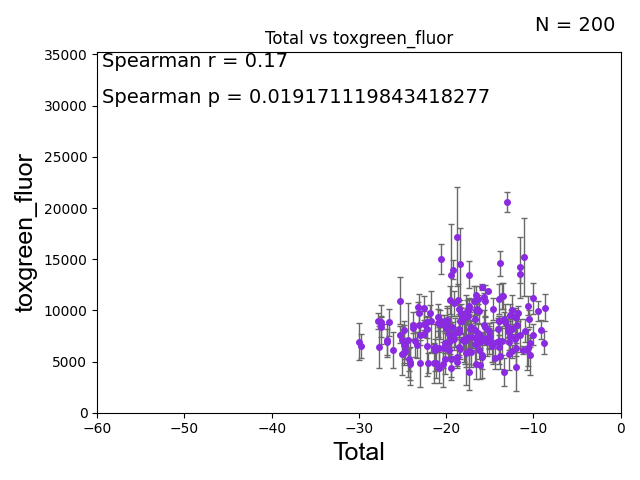 N = 200
Total vs toxgreen_fluor
Spearman r = 0.17
Spearman p = 0.019171119843418277
35000
30000
25000
20000
15000
10000
5000
0
toxgreen_fluor
−60 −50 −40 −30 −20 −10 0
Total